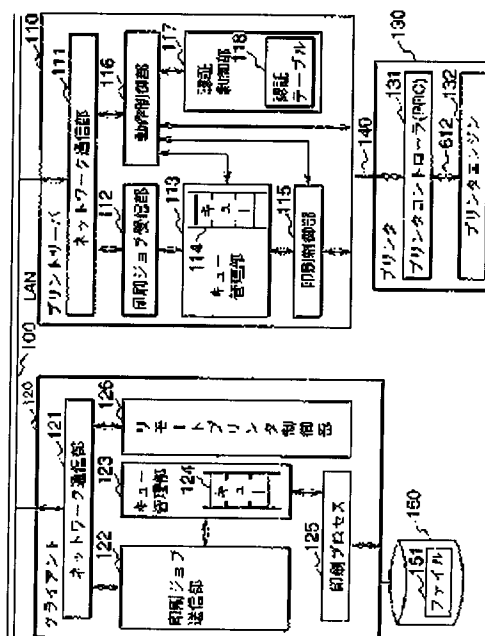 100
LAN
120
クライアント
121
ネットワーク通信部
122
印刷ジョブ
送信部
123
キュー
管理部
124
キュー
126
リモートプリンタ制御器
125
印刷プロセス
160
151
ファイル
110
プリントサーバ
111
ネットワーク通信部
112
印刷ジョブ受信部
113
キュー
管理部
114
キュー
115
印刷制御部
116
動作制御部
117
認証
制御部
118
認証
テーブル
140
130
プリンタ
131
プリンタコントローラ(PRC)
612
132
プリンタエンジン